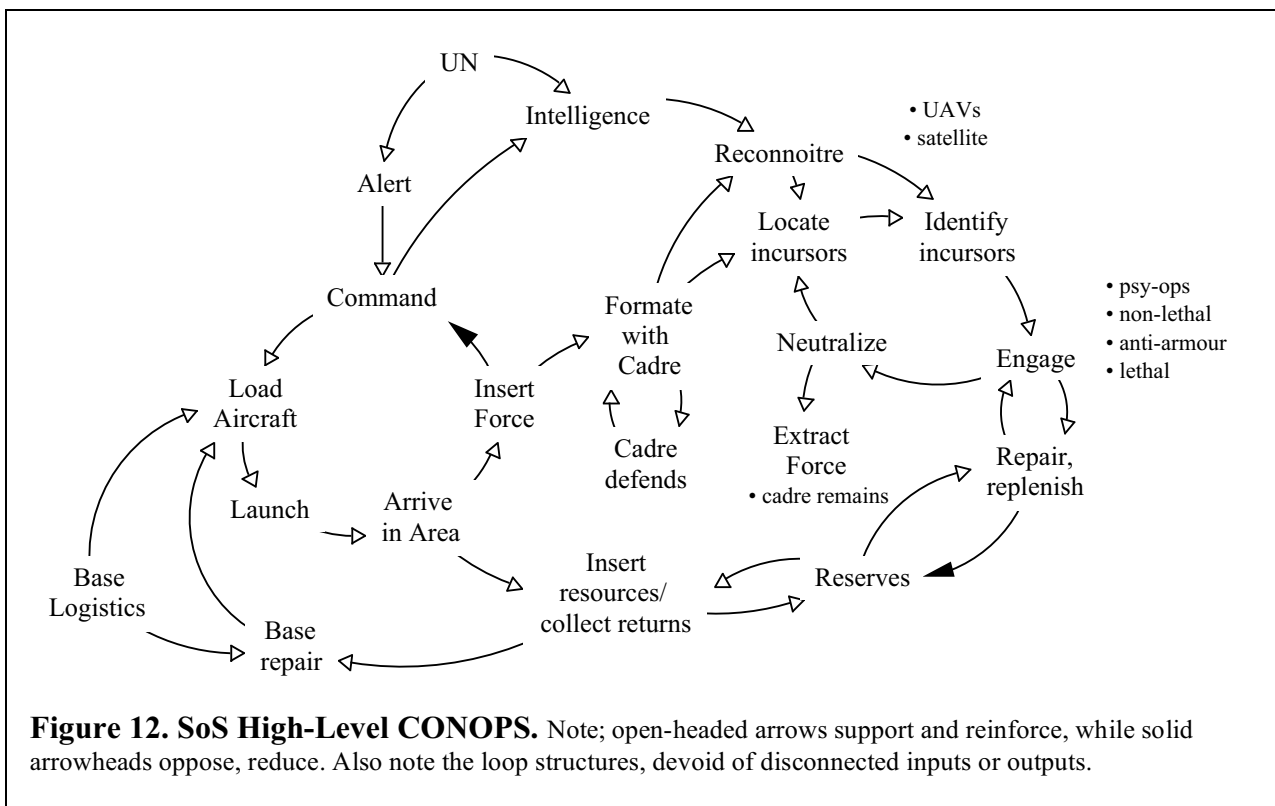 UN
Intelligence
• UAVs
• satellite
Reconnoitre
Alert
Locate
incursors
Identify
incursors
Command
• psy-ops
• non-lethal
• anti-armour
• lethal
Formate
with
Cadre
Neutralize
Engage
Load
Aircraft
Insert
Force
Cadre
defends
Extract
Force
• cadre remains
Repair,
replenish
Launch
Arrive
in Area
Insert
resources/
collect returns
Reserves
Base
Logistics
Base
repair
Figure 12. SoS High-Level CONOPS. Note; open-headed arrows support and reinforce, while solid
arrowheads oppose, reduce. Also note the loop structures, devoid of disconnected inputs or outputs.